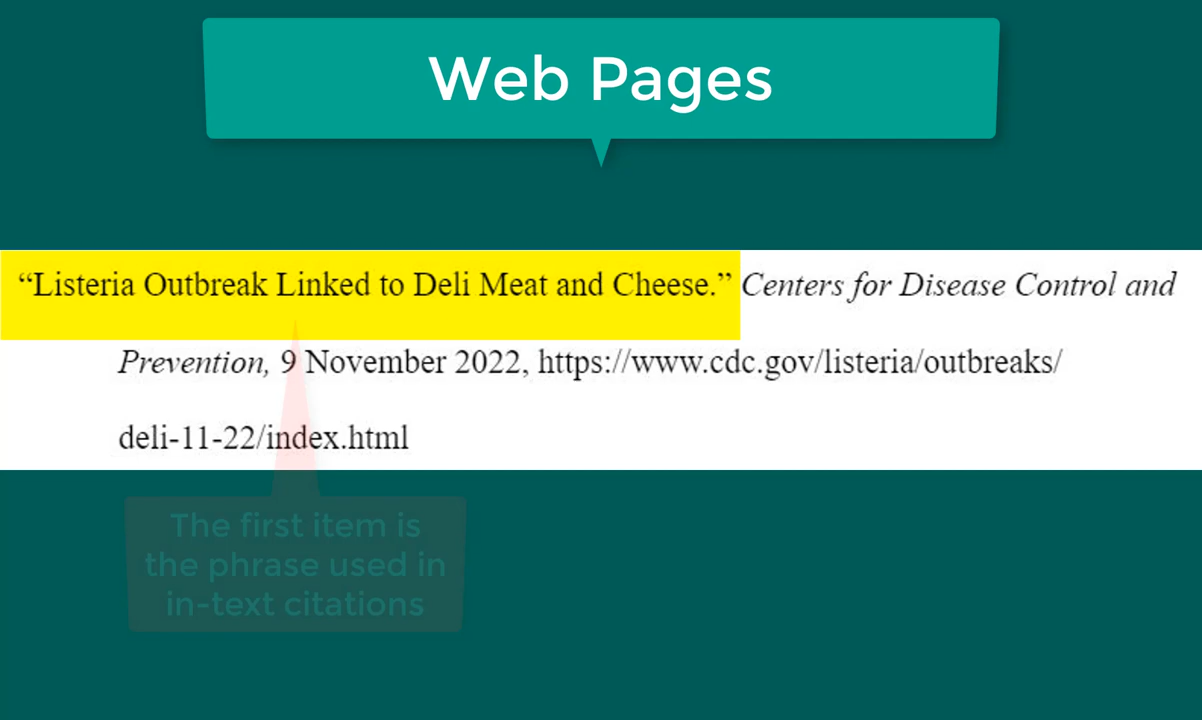 Web Pages
“Listeria Outbreak Linked to Deli Meat and Cheese.” Centers for Disease Control and
Prevention, 9 November 2022, https://www.cdc.gov/listeria/outbreaks/
deli-11-22/index.html
The first item is
the phrase used in
in-text citations